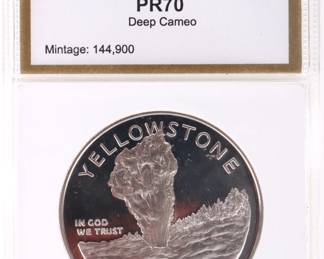 PR70
Deep Cameo
Mintage: 144,900
YELLOWSTONE
IN GOD
WE TRUST